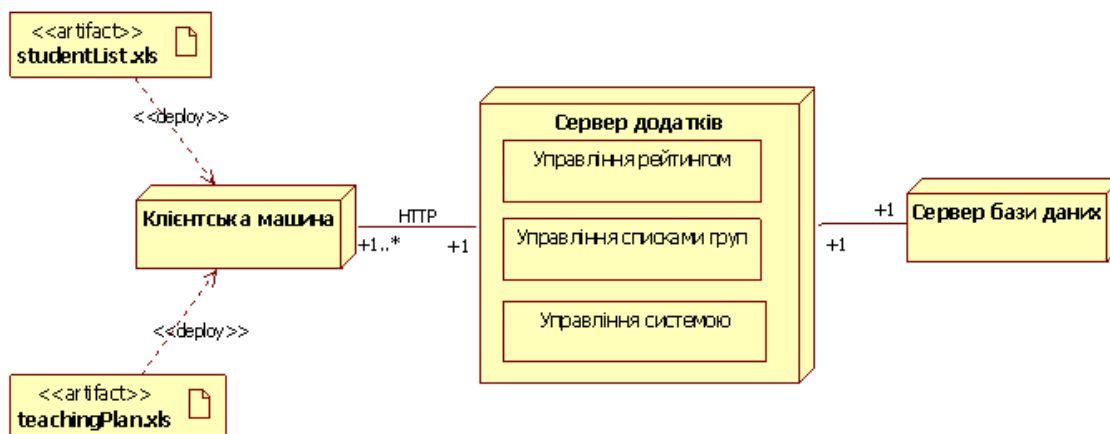 <<artifact>>
studentList.xls
<<deploy>>
Сервер додатків
Управління рейтингом
Клієнтська машина
HTTP
+1..*
+1
Управління списками груп
+1
+1
Сервер бази даних
Управління системою
<<deploy>>
<<artifact>>
teachingPlan.xls